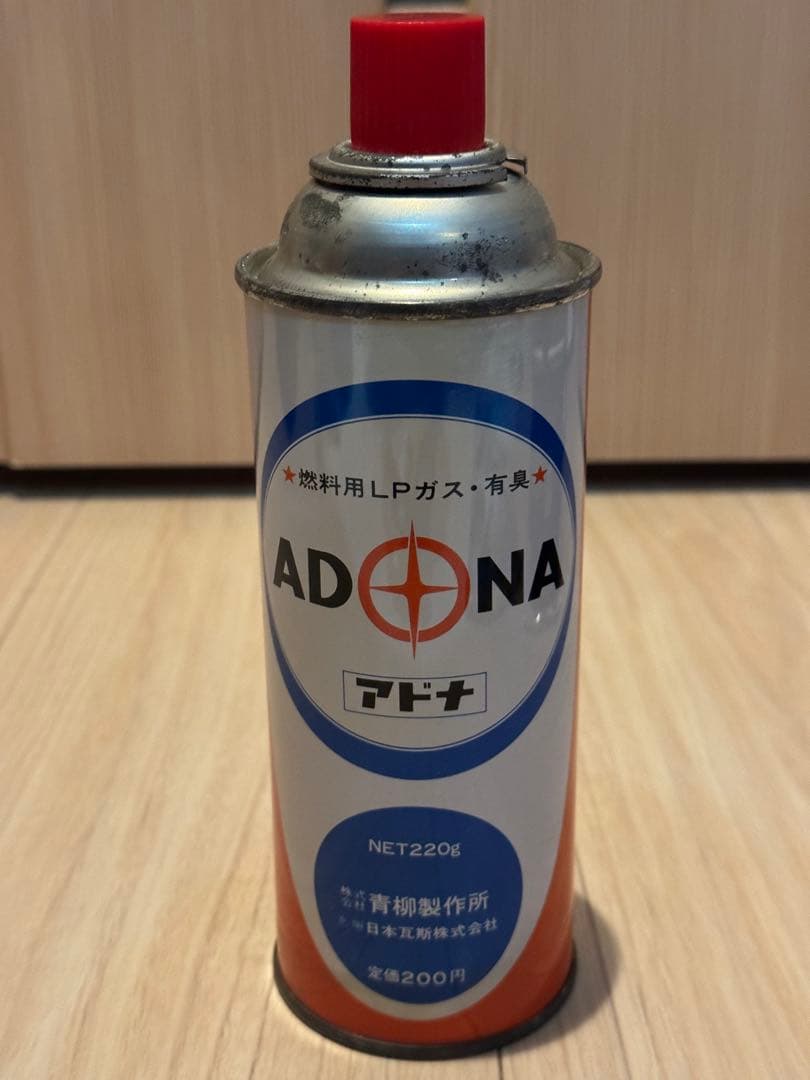 ★燃料用LPガス・有臭★
ADONA
アドナ
NET220g
株式会社 青柳製作所
日本瓦斯株式会社
定価200円